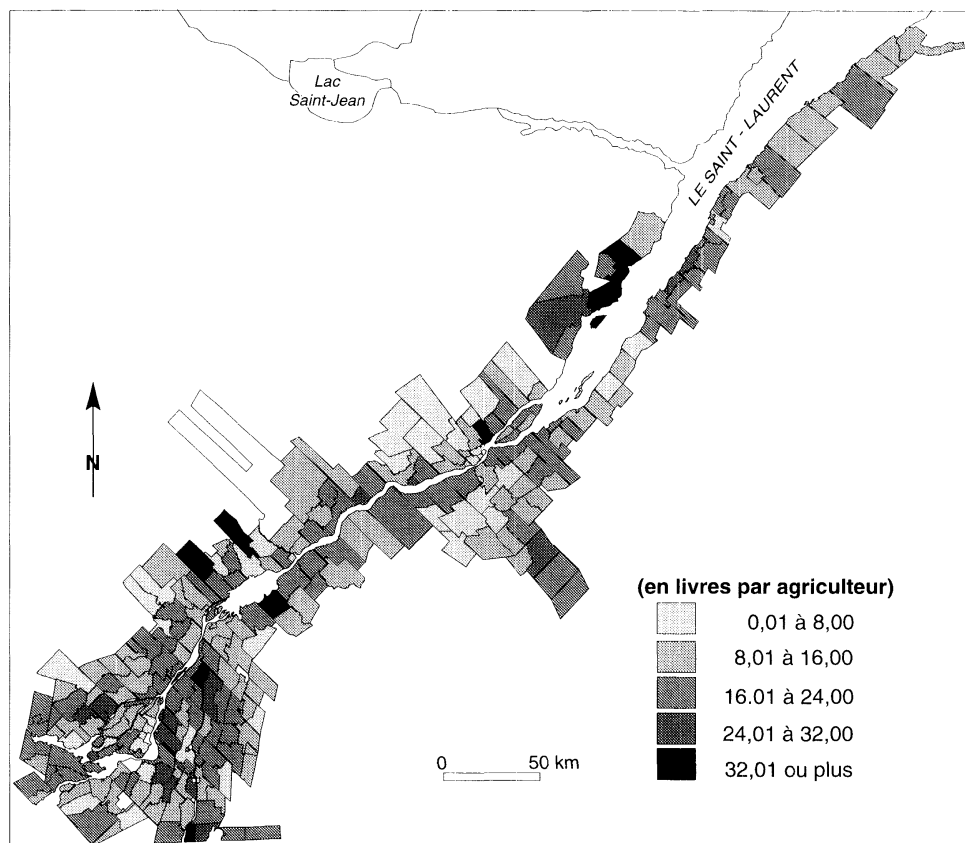 Lac
Saint-Jean
LE SAINT - LAURENT
N
(en livres par agriculteur)
0,01 à 8,00
8,01 à 16,00
16.01 à 24,00
24,01 à 32,00
32,01 ou plus
0 50 km